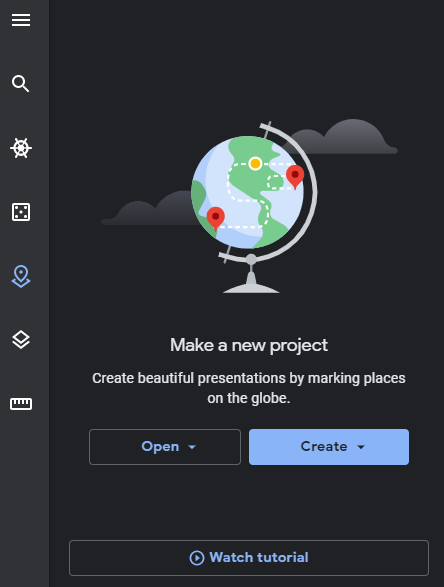 Make a new project
Create beautiful presentations by marking places
on the globe.
Open
Create
Watch tutorial